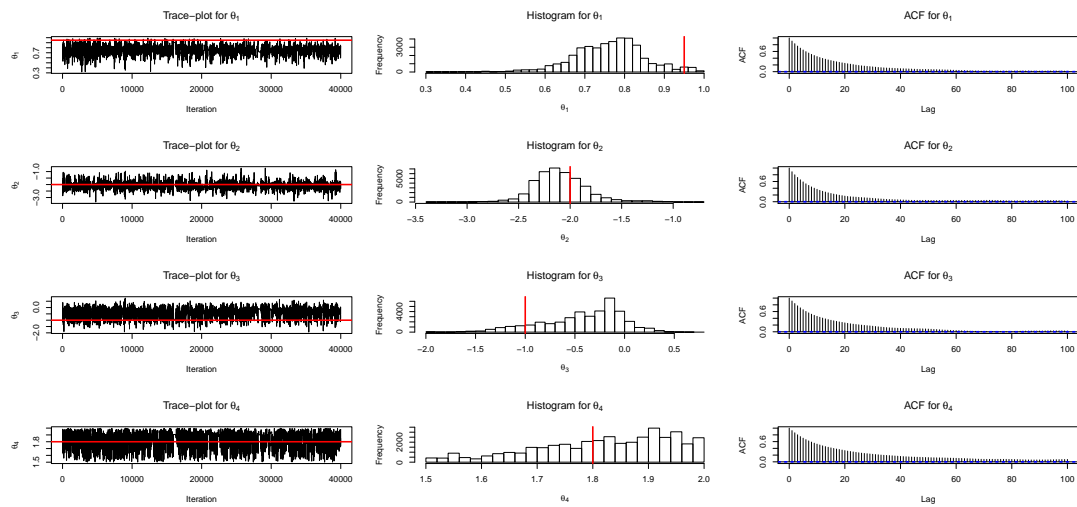 Trace−plot for θ1
θ1
0.3 0.7
0 10000 20000 30000 40000
Iteration
Histogram for θ1
Frequency
0 3000
0.3 0.4 0.5 0.6 0.7 0.8 0.9 1.0
θ1
ACF for θ1
ACF
0.0 0.6
0 20 40 60 80 100
Lag
Trace−plot for θ2
θ2
−3.0 −1.0
0 10000 20000 30000 40000
Iteration
Histogram for θ2
Frequency
0 5000
−3.5 −3.0 −2.5 −2.0 −1.5 −1.0
θ2
ACF for θ2
ACF
0.0 0.6
0 20 40 60 80 100
Lag
Trace−plot for θ3
θ3
−2.0 0.0
0 10000 20000 30000 40000
Iteration
Histogram for θ3
Frequency
0 4000
−2.0 −1.5 −1.0 −0.5 0.0 0.5
θ3
ACF for θ3
ACF
0.0 0.6
0 20 40 60 80 100
Lag
Trace−plot for θ4
θ4
1.5 1.8
0 10000 20000 30000 40000
Iteration
Histogram for θ4
Frequency
0 2000
1.5 1.6 1.7 1.8 1.9 2.0
θ4
ACF for θ4
ACF
0.0 0.6
0 20 40 60 80 100
Lag